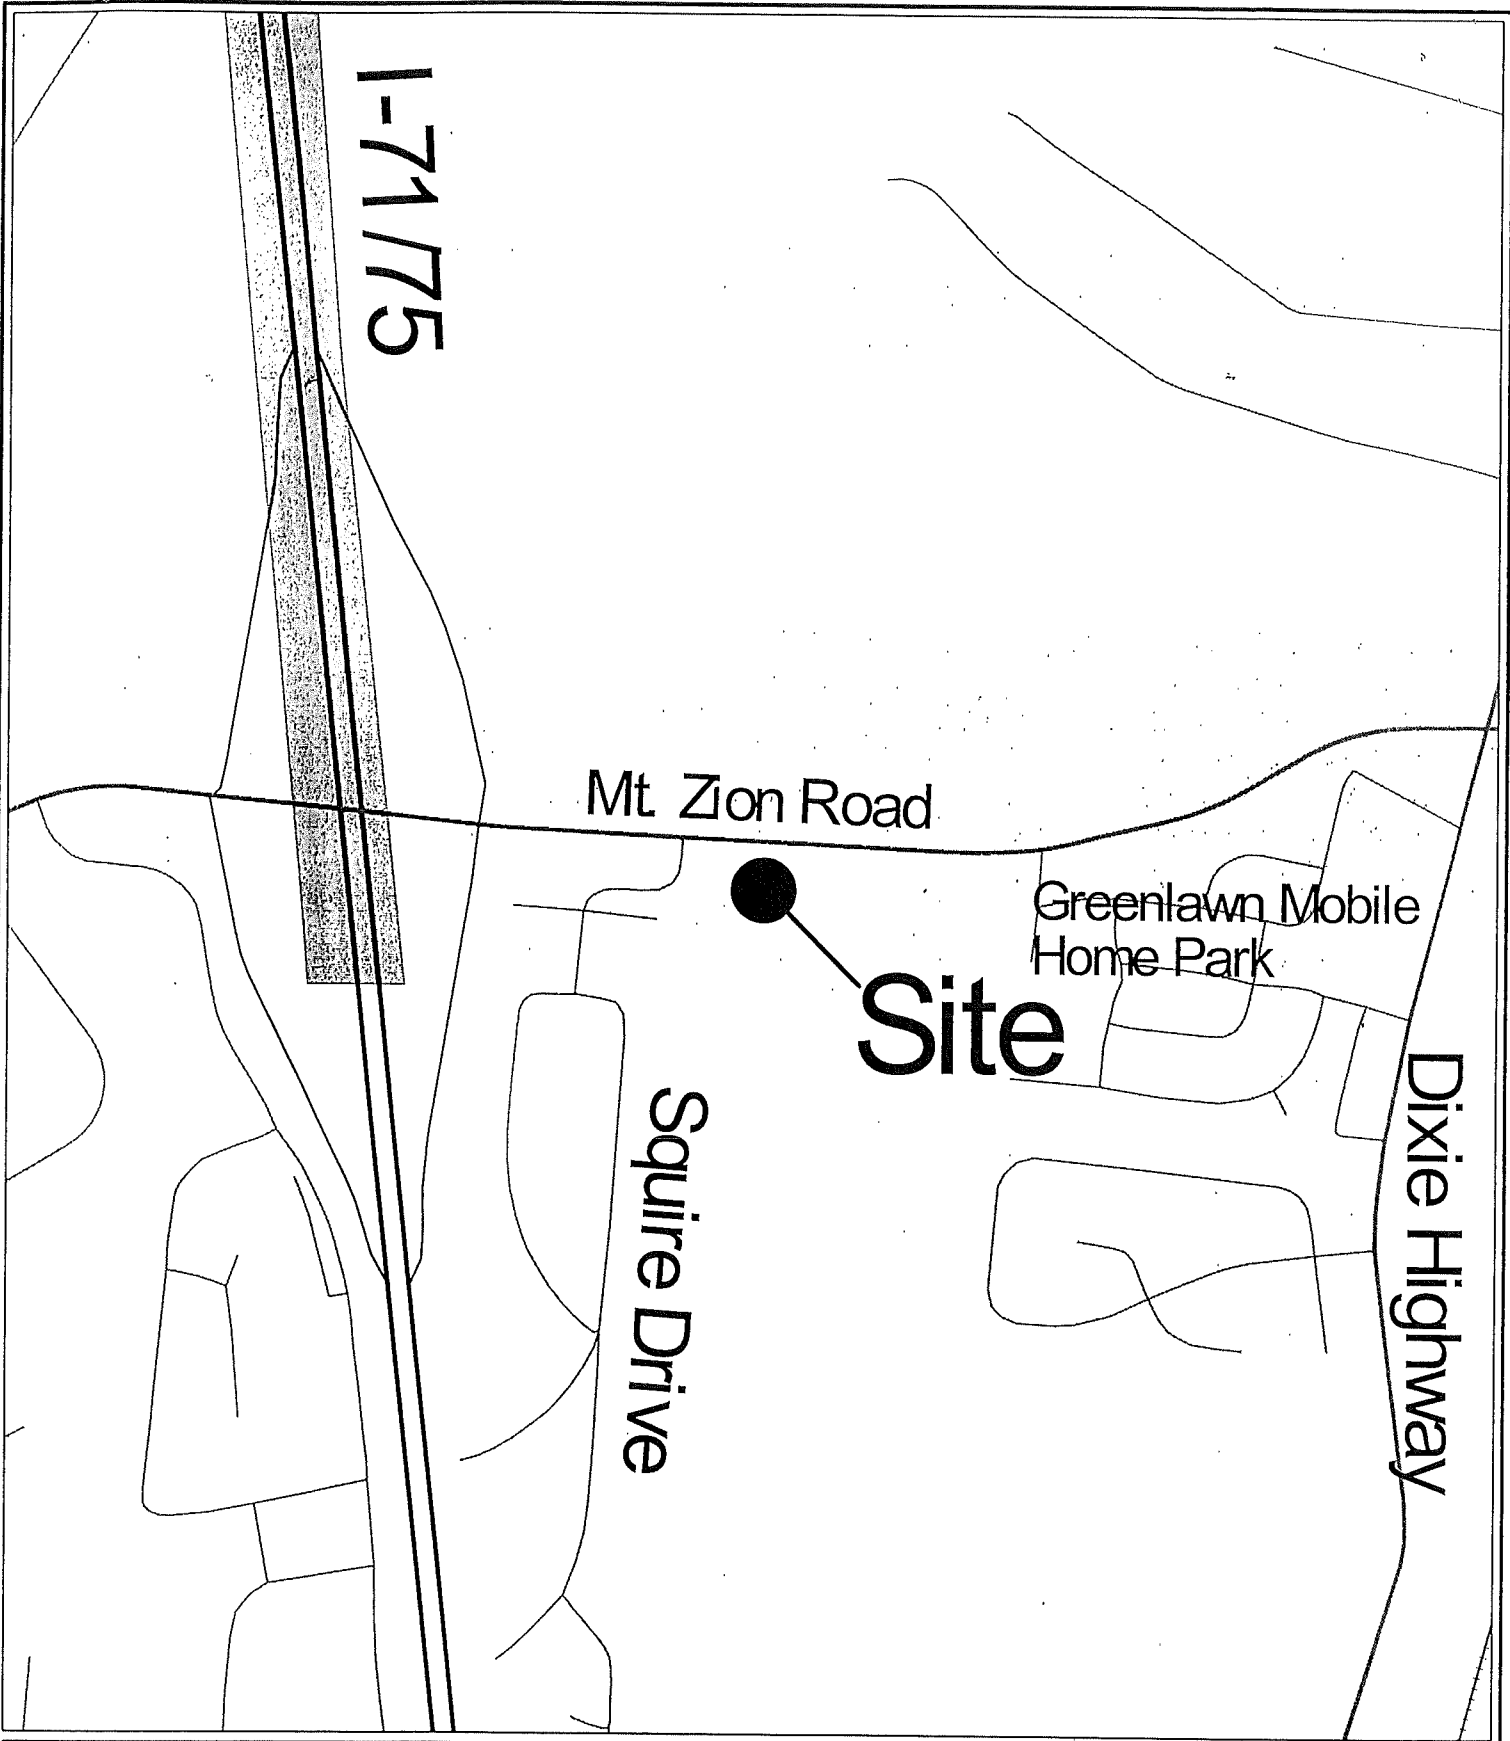 I-71/75
Mt. Zion Road
Greenlawn Mobile
Home Park
Site
Squire Drive
Dixie Highway